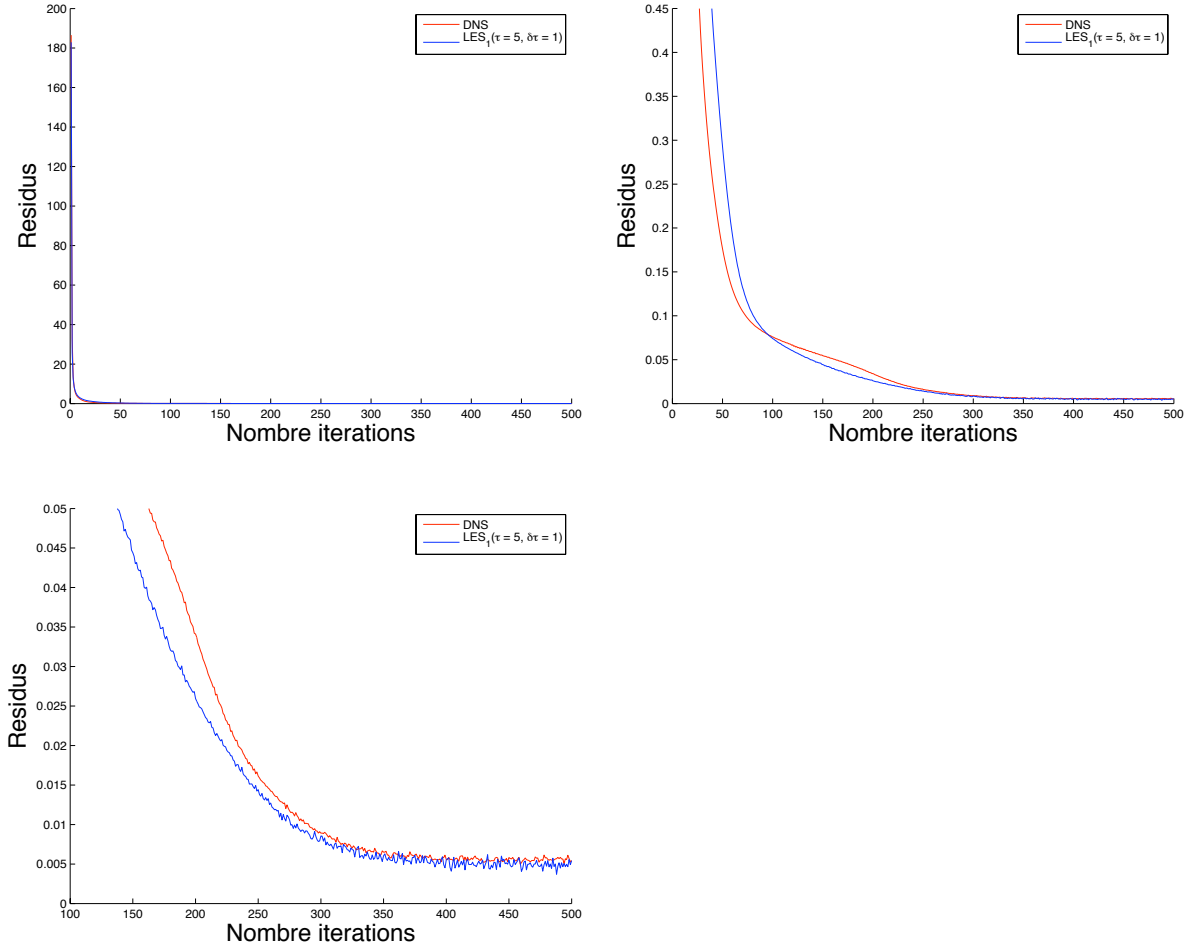 200
180
160
140
120
100
80
60
40
20
0
Residus
DNS
LES1(τ = 5, δτ = 1)
0 50 100 150 200 250 300 350 400 450 500
Nombre iterations
0.45
0.4
0.35
0.3
0.25
0.2
0.15
0.1
0.05
0
Residus
DNS
LES1(τ = 5, δτ = 1)
0 50 100 150 200 250 300 350 400 450 500
Nombre iterations
0.05
0.045
0.04
0.035
0.03
0.025
0.02
0.015
0.01
0.005
0
Residus
DNS
LES1(τ = 5, δτ = 1)
100 150 200 250 300 350 400 450 500
Nombre iterations